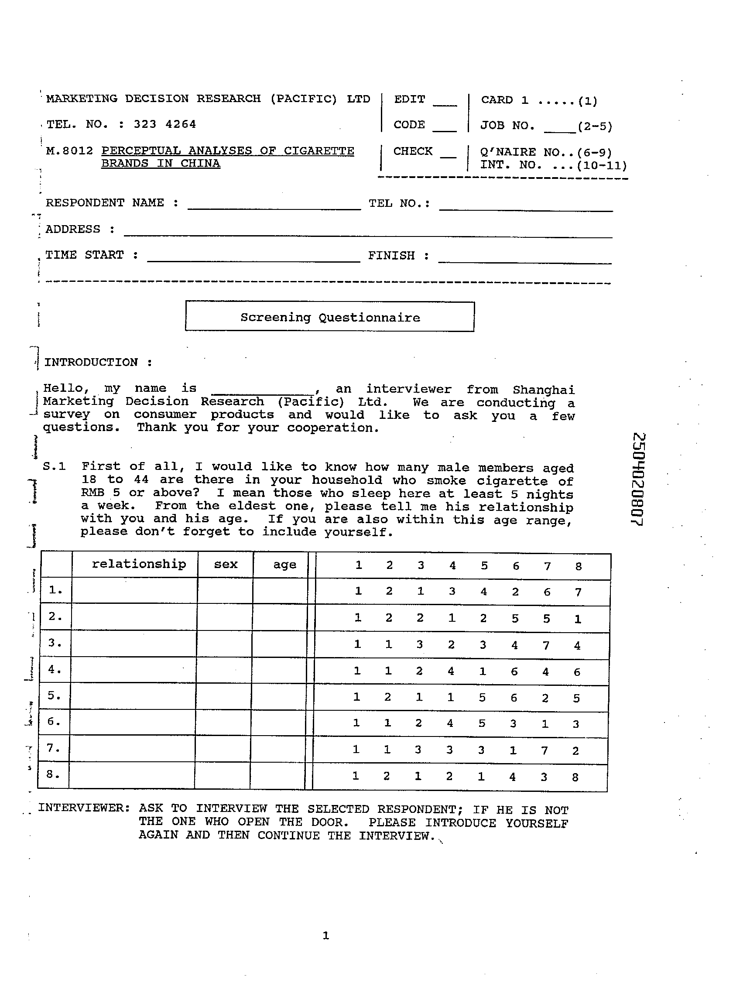 MARKETING DECISION RESEARCH (PACIFIC) LTD | EDIT ___ | CARD 1 .....(1)
TEL. NO. : 323 4264 | CODE ___ | JOB NO. ____(2-5)
M.8012 PERCEPTUAL ANALYSES OF CIGARETTE | CHECK __ | Q'NAIRE NO..(6-9)
BRANDS IN CHINA | INT. NO. ...(10-11)
RESPONDENT NAME : ____________________ TEL NO.: ____________________
ADDRESS : ____________________
TIME START : ____________________ FINISH : ____________________
Screening Questionnaire
INTRODUCTION :
Hello, my name is __________, an interviewer from Shanghai
Marketing Decision Research (Pacific) Ltd. We are conducting a
survey on consumer products and would like to ask you a few
questions. Thank you for your cooperation.
S.1 First of all, I would like to know how many male members aged
18 to 44 are there in your household who smoke cigarette of
RMB 5 or above? I mean those who sleep here at least 5 nights
a week. From the eldest one, please tell me his relationship
with you and his age. If you are also within this age range,
please don't forget to include yourself.
relationship sex age 1 2 3 4 5 6 7 8
1. 1 2 1 3 4 2 6 7
2. 1 2 2 1 2 5 5 1
3. 1 1 3 2 3 4 7 4
4. 1 1 2 4 1 6 4 6
5. 1 2 1 1 5 6 2 5
6. 1 1 2 4 5 3 1 3
7. 1 1 3 3 3 1 7 2
8. 1 2 1 2 1 4 3 8
INTERVIEWER: ASK TO INTERVIEW THE SELECTED RESPONDENT; IF HE IS NOT
THE ONE WHO OPEN THE DOOR. PLEASE INTRODUCE YOURSELF
AGAIN AND THEN CONTINUE THE INTERVIEW.
1
2504020807